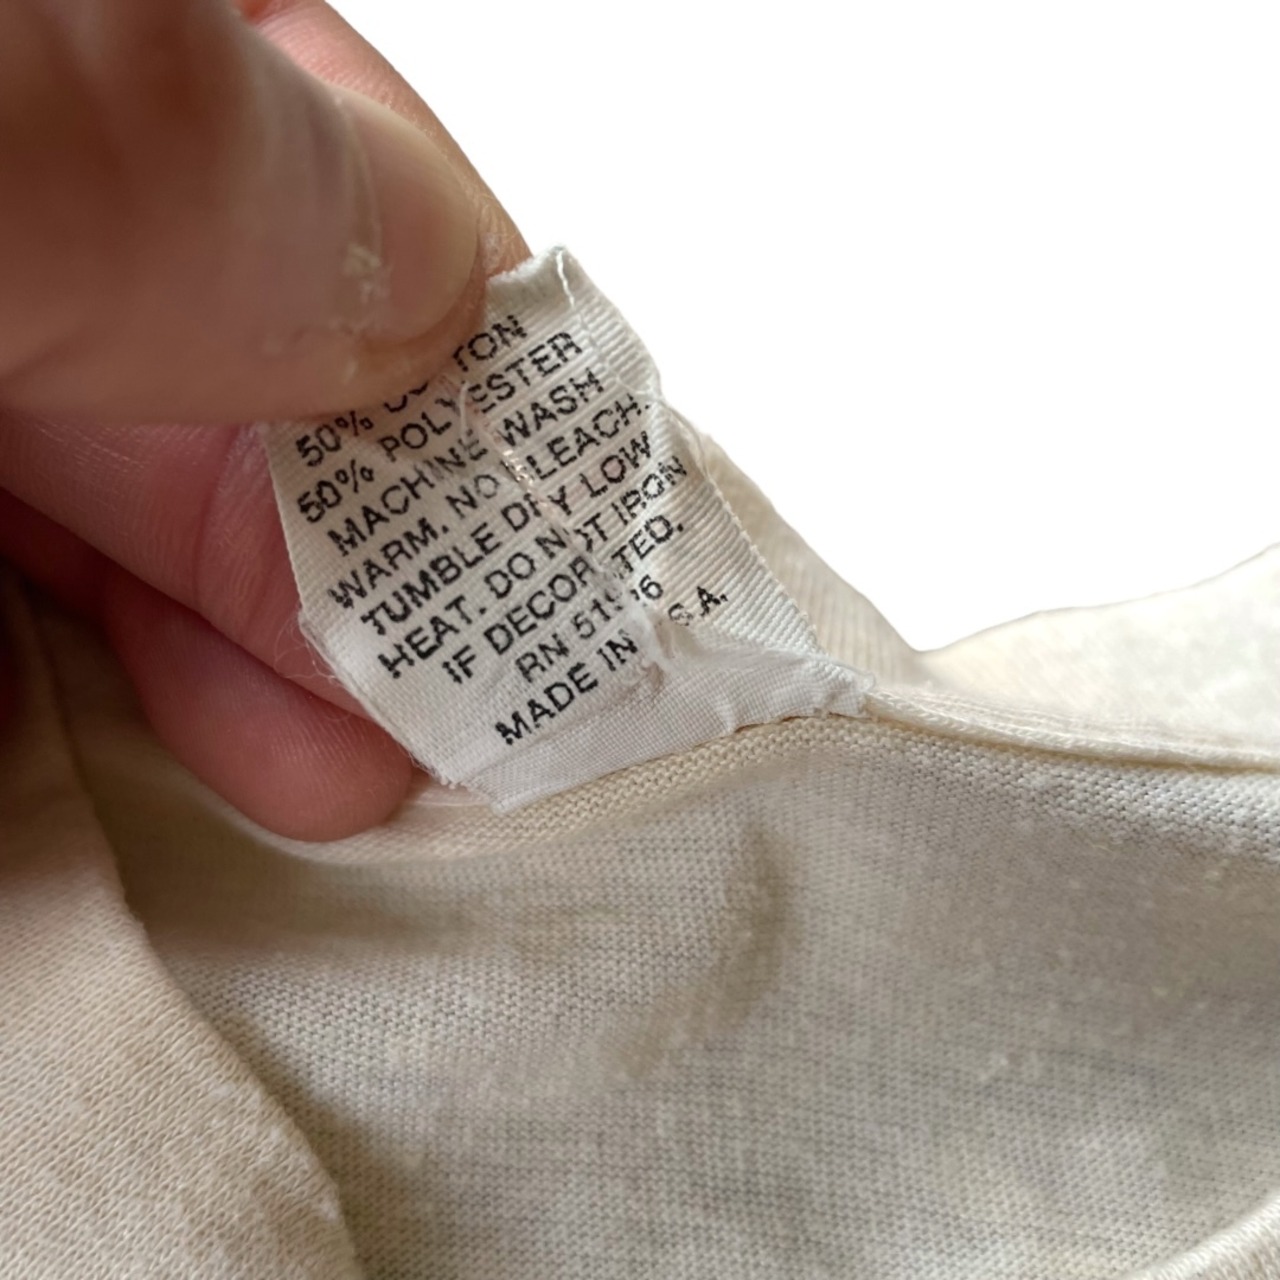 50% COTTON
50% POLYESTER
MACHINE WASH
WARM. NO BLEACH.
TUMBLE DRY LOW
HEAT. DO NOT IRON
IF DECORATED.
RN
MADE IN U.S.A.